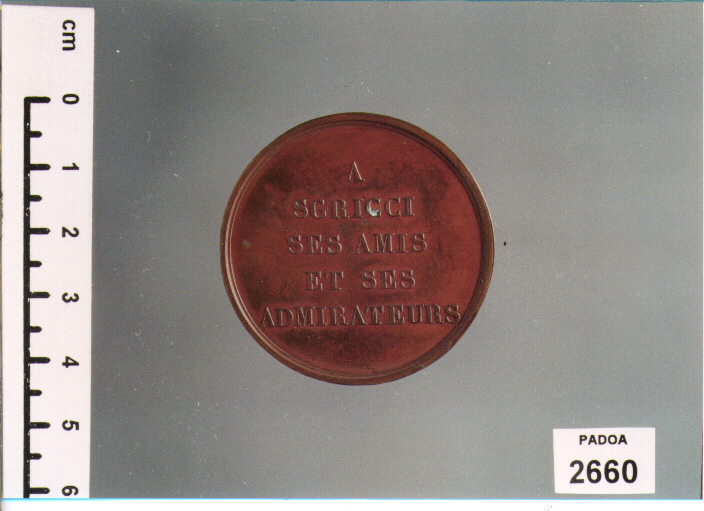 cm
0
1
2
3
4
5
6
A
SGRICCI
SES AMIS
ET SES
ADMIRATEURS
PADOA
2660